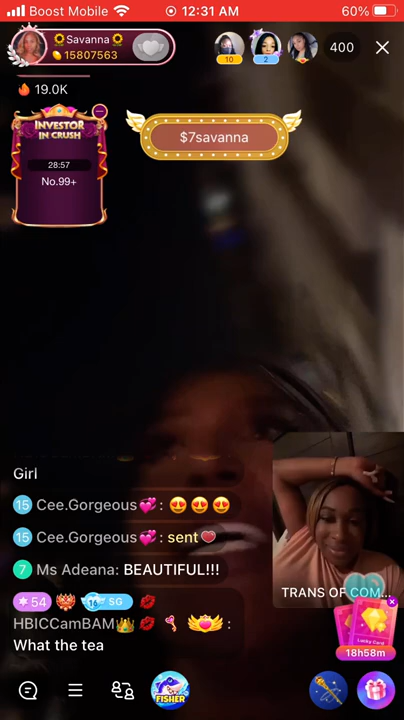 Boost Mobile
12:31 AM
60%
🌻 Savanna 🌻
15807563
10
2
400
19.0K
INVESTOR
IN CRUSH
28:57
No.99+
$7savanna
Girl
15 Cee.Gorgeous💞: 😍😍😍
15 Cee.Gorgeous💞: sent
7 Ms Adeana: BEAUTIFUL!!!
54 SG 💋
HBICCamBAM👑 💋 :
What the tea
TRANS OF COM...
Lucky Card
18h58m
FISHER